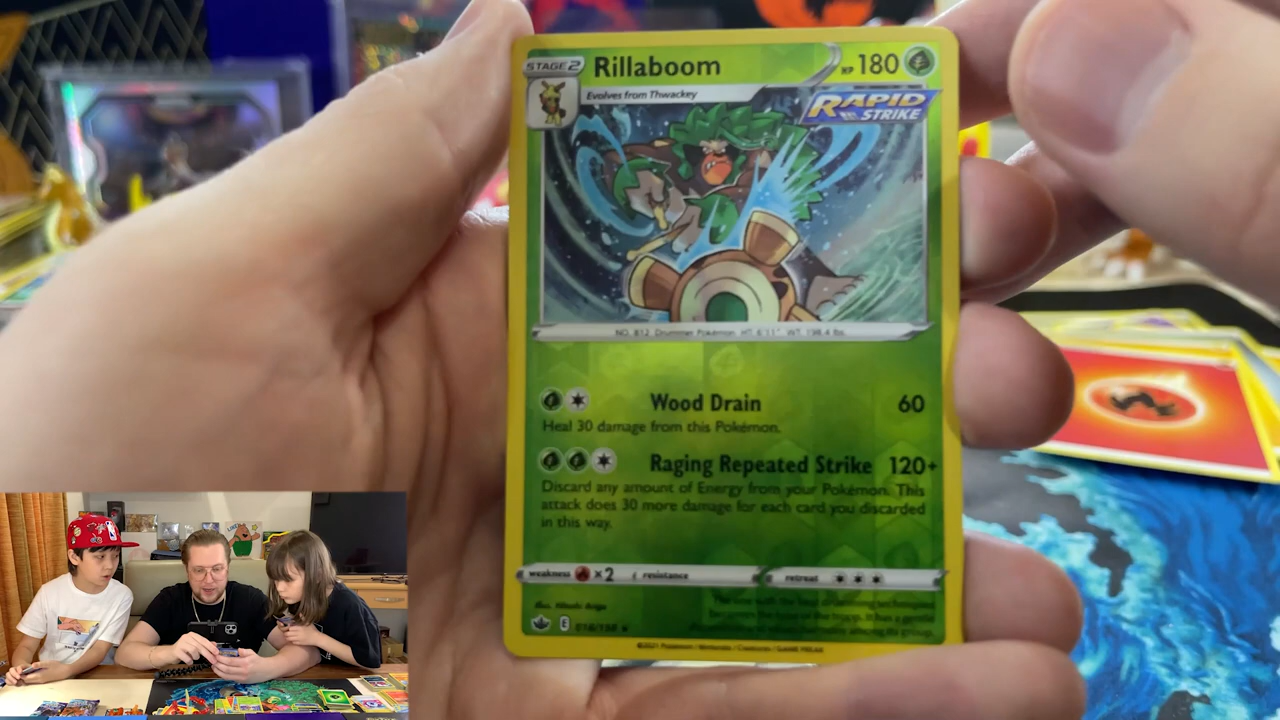 STAGE 2
Rillaboom
HP 180
Evolves from Thwackey
RAPID
STRIKE
NO. 812 Drummer Pokémon HT: 6'11" WT: 198.4 lbs.
Wood Drain 60
Heal 30 damage from this Pokémon.
Raging Repeated Strike 120+
Discard any amount of Energy from your Pokémon. This
attack does 30 more damage for each card you discarded
in this way.
weakness ×2 resistance retreat
E
©2021 Pokémon / Nintendo / Creatures / GAME FREAK